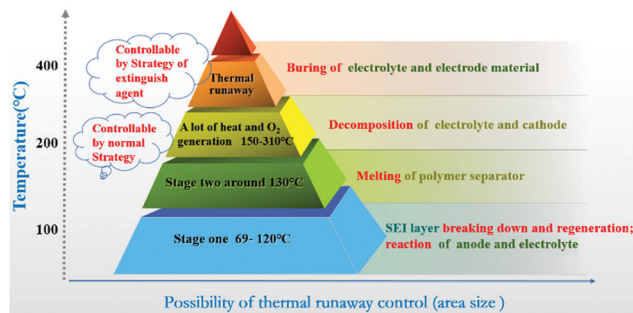 Controllable
by Strategy of
extinguish
agent
400
Thermal
runaway
Buring of electrolyte and electrode material
Controllable
by normal
Strategy
A lot of heat and O2
generation 150-310°C
Decomposition of electrolyte and cathode
200
Stage two around 130°C
Melting of polymer separator
100
Stage one 69- 120°C
SEI layer breaking down and regeneration;
reaction of anode and electrolyte
Temperature(°C)
Possibility of thermal runaway control (area size )